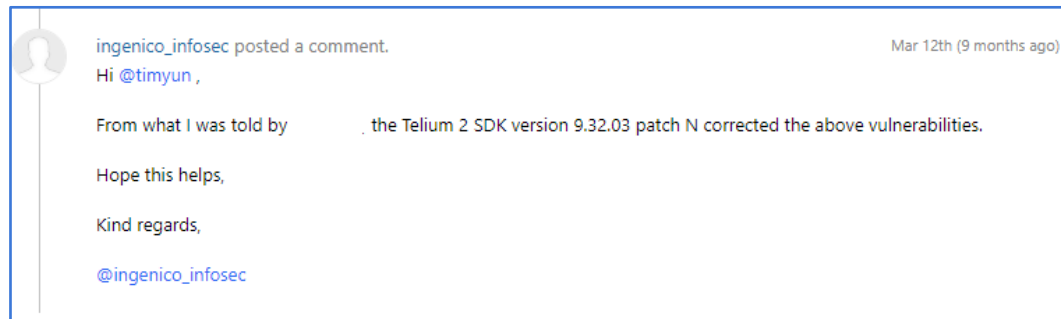 ingenico_infosec posted a comment.
Mar 12th (9 months ago)
Hi @timyun ,
From what I was told by , the Telium 2 SDK version 9.32.03 patch N corrected the above vulnerabilities.
Hope this helps,
Kind regards,
@ingenico_infosec